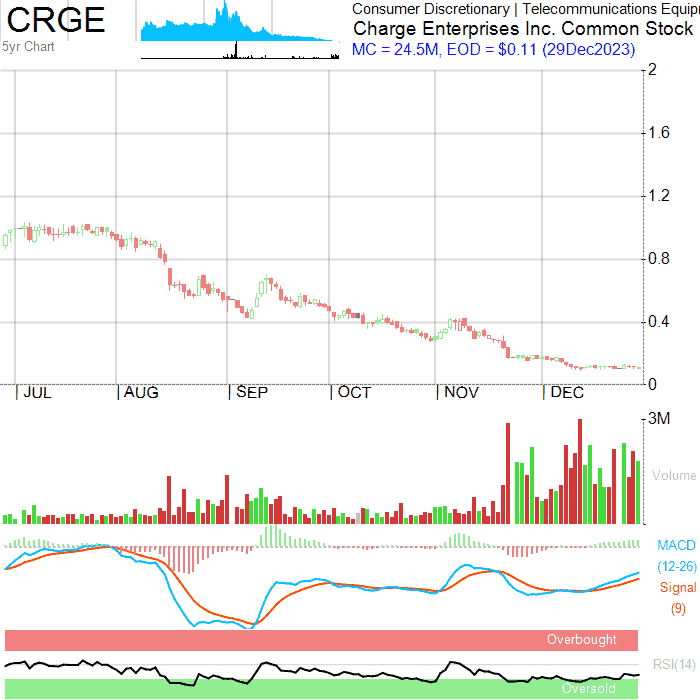 CRGE
5yr Chart
Consumer Discretionary | Telecommunications Equip
Charge Enterprises Inc. Common Stock
MC = 24.5M, EOD = $0.11 (29Dec2023)
2
1.6
1.2
0.8
0.4
0
JUL AUG SEP OCT NOV DEC
3M
Volume
MACD
(12-26)
Signal
(9)
Overbought
RSI(14)
Oversold